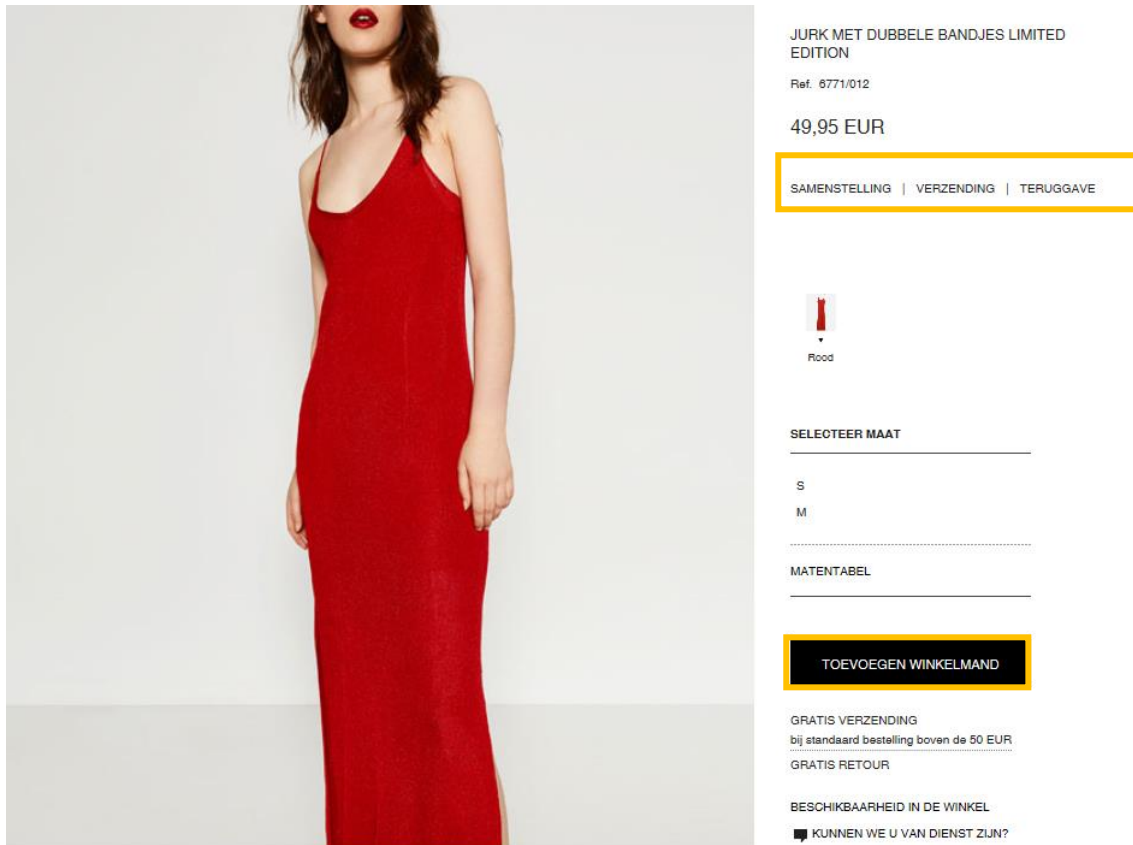 JURK MET DUBBELE BANDJES LIMITED
EDITION
Ref. 6771/012
49,95 EUR
SAMENSTELLING | VERZENDING | TERUGGAVE
Rood
SELECTEER MAAT
S
M
MATENTABEL
TOEVOEGEN WINKELMAND
GRATIS VERZENDING
bij standaard bestelling boven de 50 EUR
GRATIS RETOUR
BESCHIKBAARHEID IN DE WINKEL
KUNNEN WE U VAN DIENST ZIJN?